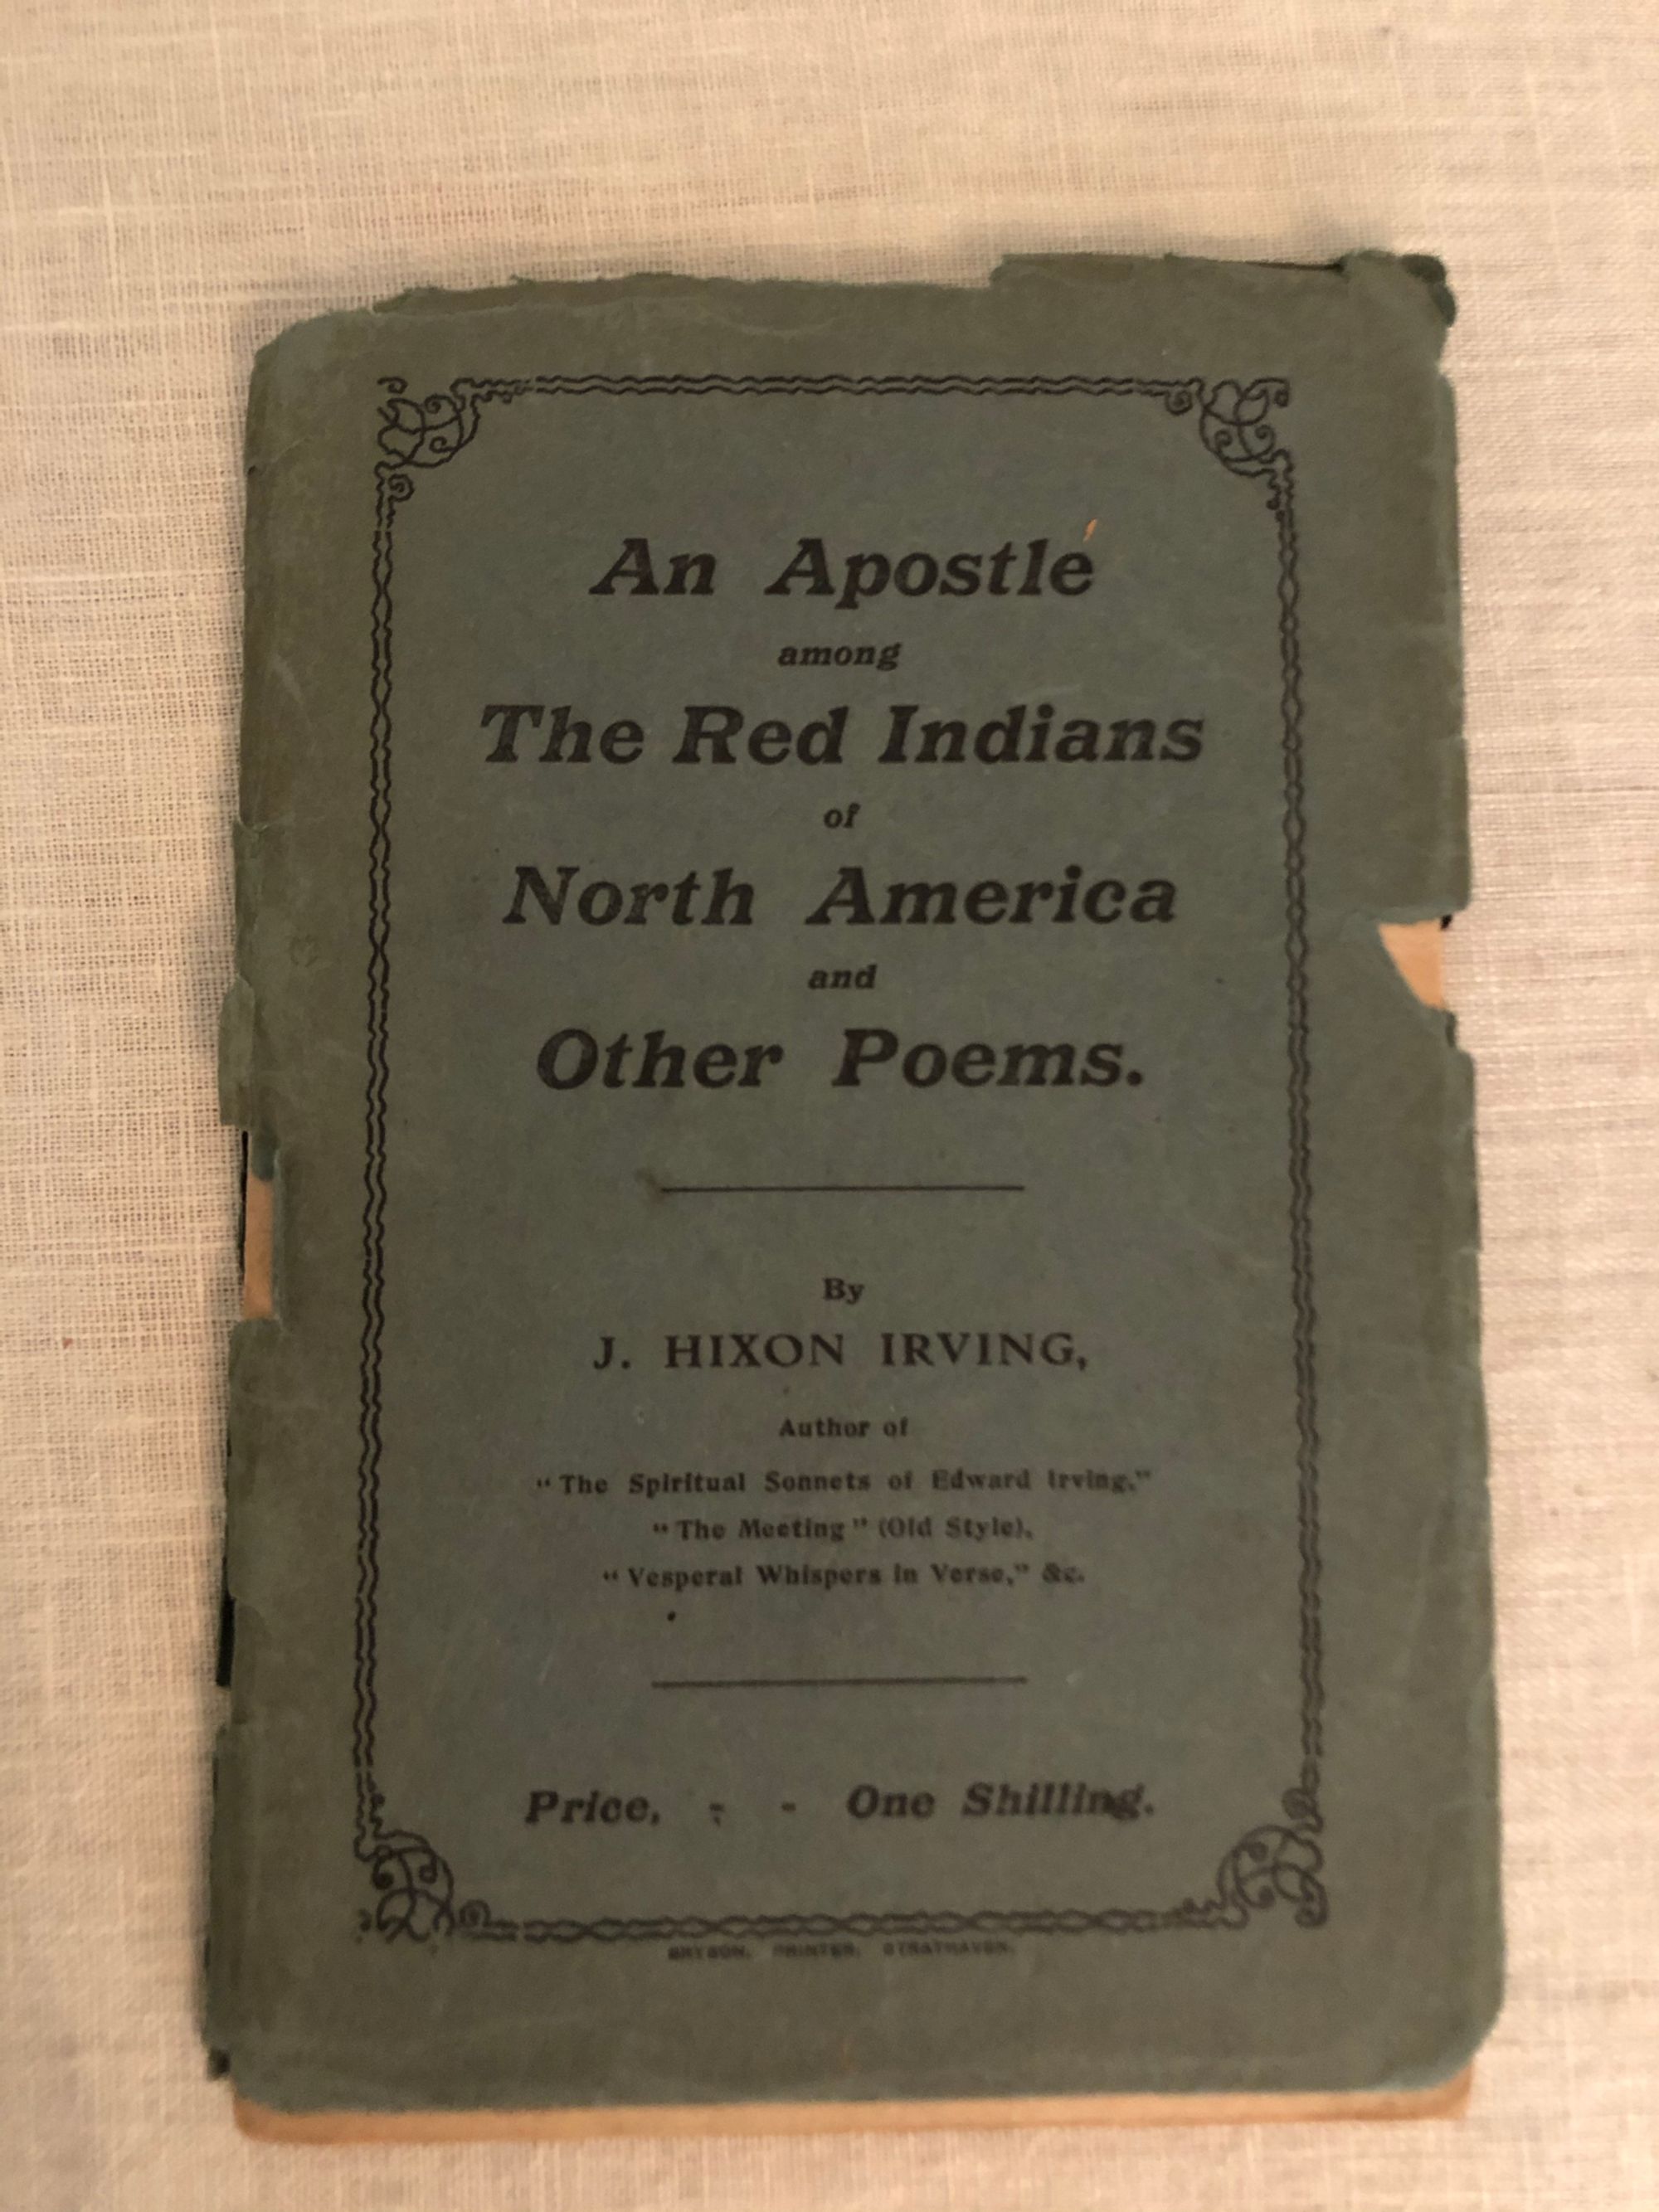 An Apostle
among
The Red Indians
of
North America
and
Other Poems.
By
J. HIXON IRVING,
Author of
“The Spiritual Sonnets of Edward Irving,”
“The Meeting” (Old Style),
“Vesperal Whispers in Verse,” &c.
Price, - - One Shilling.
BRYSON, PRINTER, STRATHAVEN.